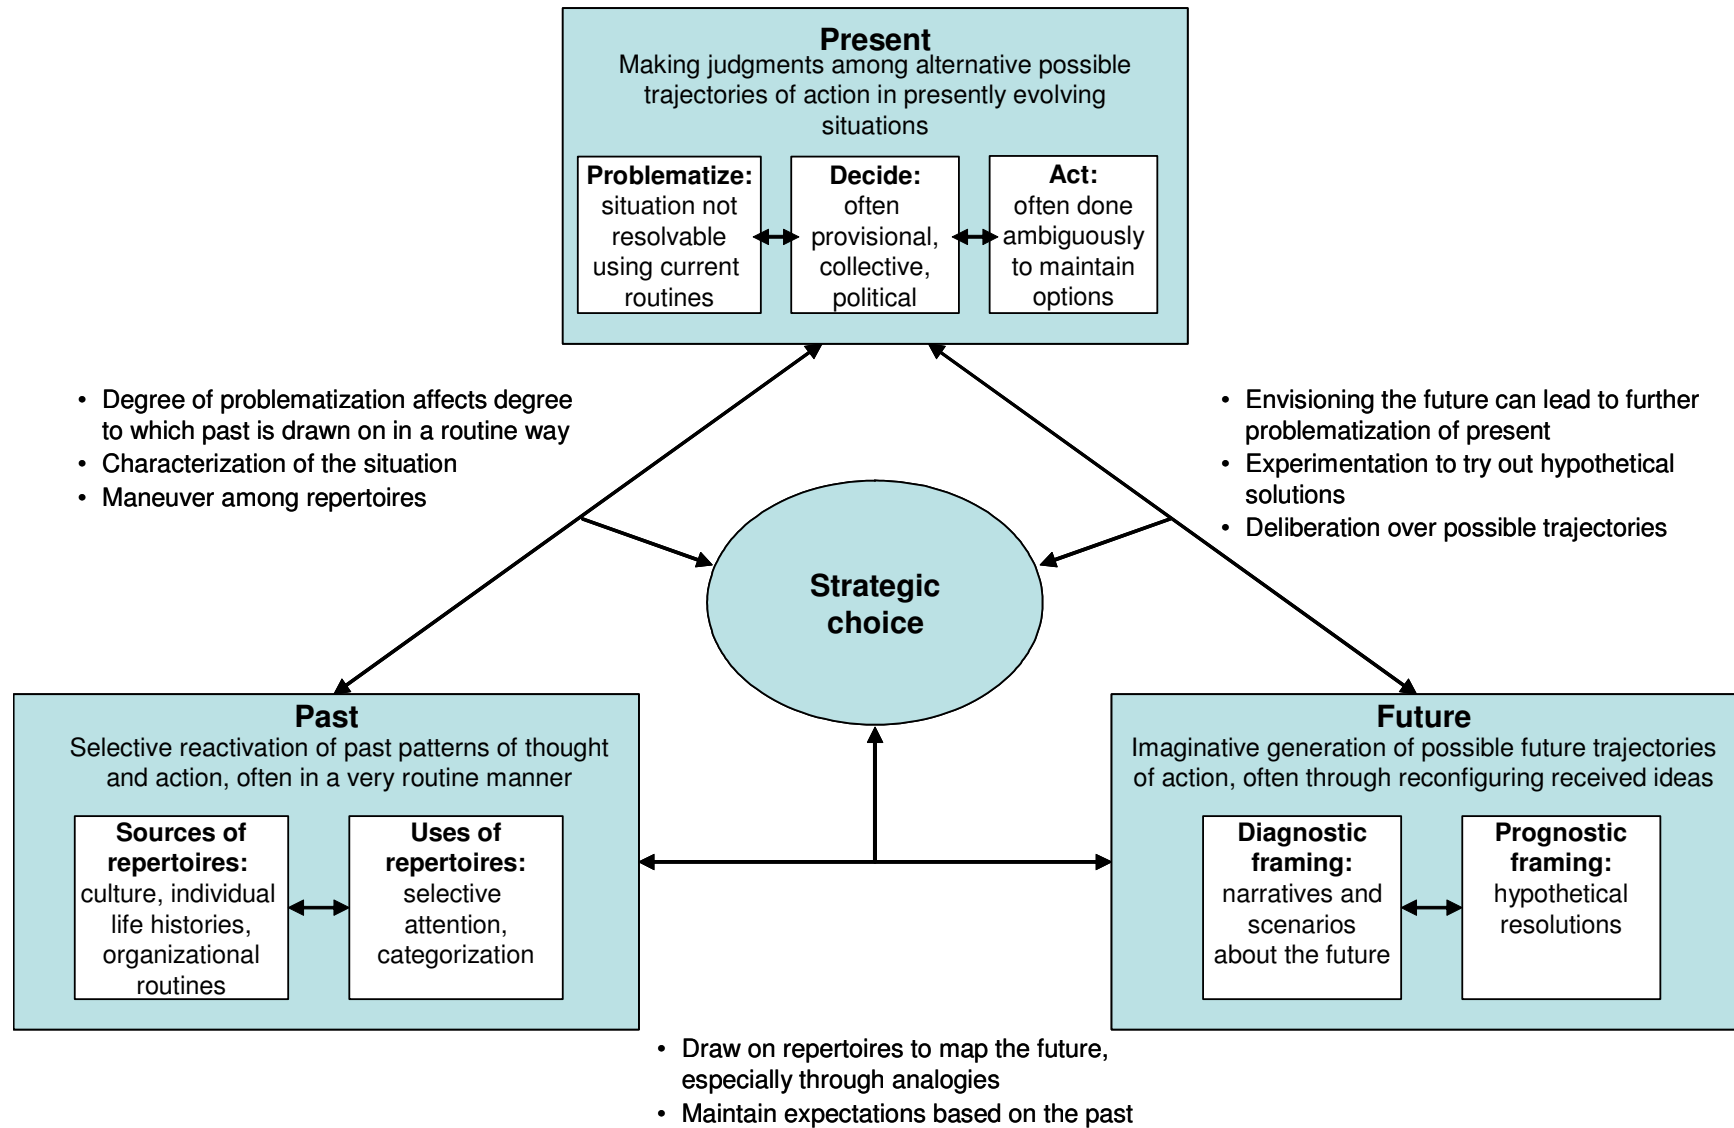 Present
Making judgments among alternative possible
trajectories of action in presently evolving
situations
Problematize:
situation not
resolvable
using current
routines
Decide:
often
provisional,
collective,
political
Act:
often done
ambiguously
to maintain
options
• Degree of problematization affects degree
to which past is drawn on in a routine way
• Characterization of the situation
• Maneuver among repertoires
• Envisioning the future can lead to further
problematization of present
• Experimentation to try out hypothetical
solutions
• Deliberation over possible trajectories
Strategic
choice
Past
Selective reactivation of past patterns of thought
and action, often in a very routine manner
Sources of
repertoires:
culture, individual
life histories,
organizational
routines
Uses of
repertoires:
selective
attention,
categorization
Future
Imaginative generation of possible future trajectories
of action, often through reconfiguring received ideas
Diagnostic
framing:
narratives and
scenarios
about the future
Prognostic
framing:
hypothetical
resolutions
• Draw on repertoires to map the future,
especially through analogies
• Maintain expectations based on the past